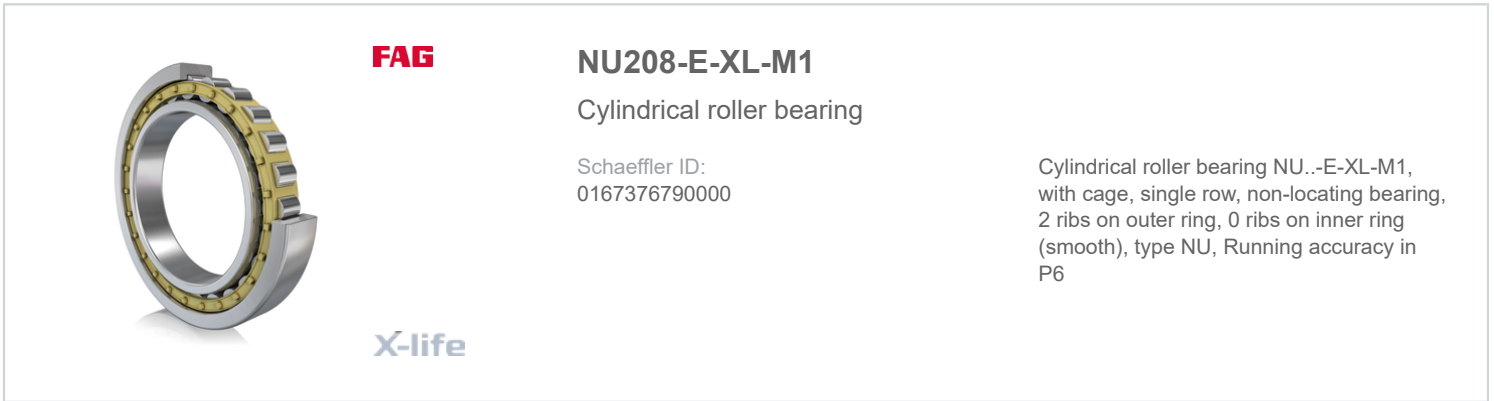 FAG
NU208-E-XL-M1
Cylindrical roller bearing
Schaeffler ID:
0167376790000
Cylindrical roller bearing NU..-E-XL-M1,
with cage, single row, non-locating bearing,
2 ribs on outer ring, 0 ribs on inner ring
(smooth), type NU, Running accuracy in
P6
X-life